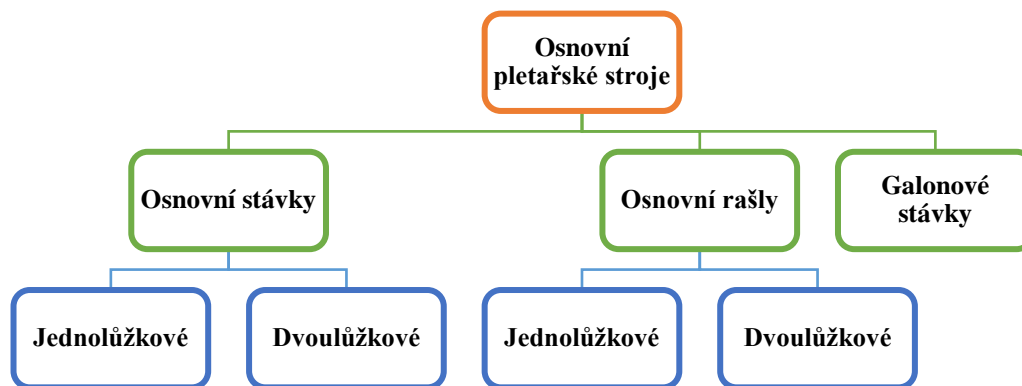 Osnovní
pletařské stroje
Osnovní stávky
Osnovní rašly
Galonové
stávky
Jednolůžkové
Dvoulůžkové
Jednolůžkové
Dvoulůžkové